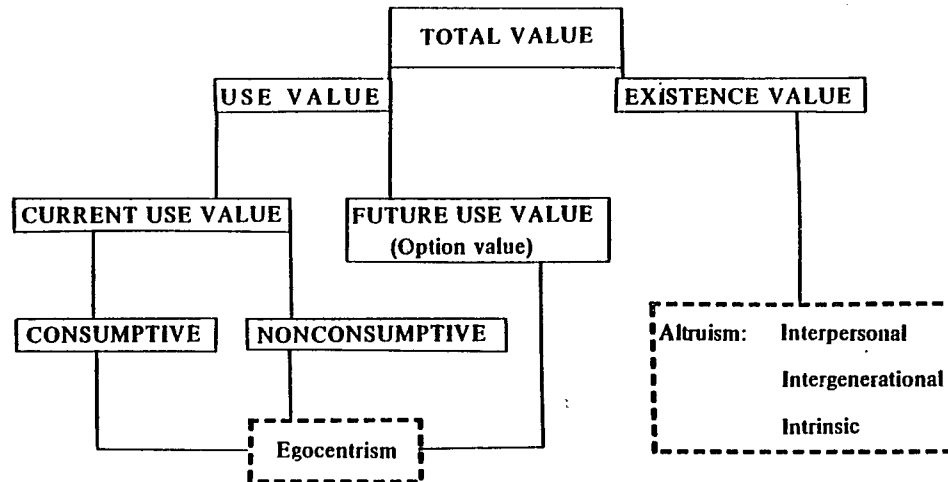 TOTAL VALUE
USE VALUE
EXISTENCE VALUE
CURRENT USE VALUE
FUTURE USE VALUE
(Option value)
CONSUMPTIVE
NONCONSUMPTIVE
Altruism: Interpersonal
Intergenerational
Intrinsic
Egocentrism